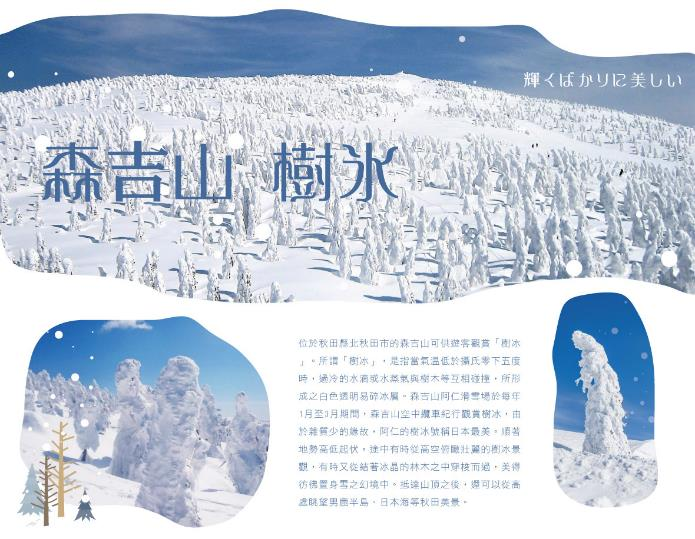 輝くばかりに美しい
森吉山 樹氷
位於秋田縣北秋田市的森吉山可供遊客觀賞「樹冰
」。所謂「樹冰」，是指當氣溫低於攝氏零下五度
時，過冷的水滴或水蒸氣與樹木等互相碰撞，所形
成之白色透明易碎冰層。森吉山阿仁滑雪場於每年
1月至3月期間，森吉山空中纜車紀行觀賞樹冰，由
於雜質少的緣故，阿仁的樹冰號稱日本最美。順著
地勢高低起伏，途中有時從高空俯瞰壯麗的樹冰景
觀，有時又從結著冰晶的林木之中穿梭而過，美得
彷彿置身雪之幻境中。抵達山頂之後，還可以從高
處眺望男鹿半島、日本海等秋田美景。